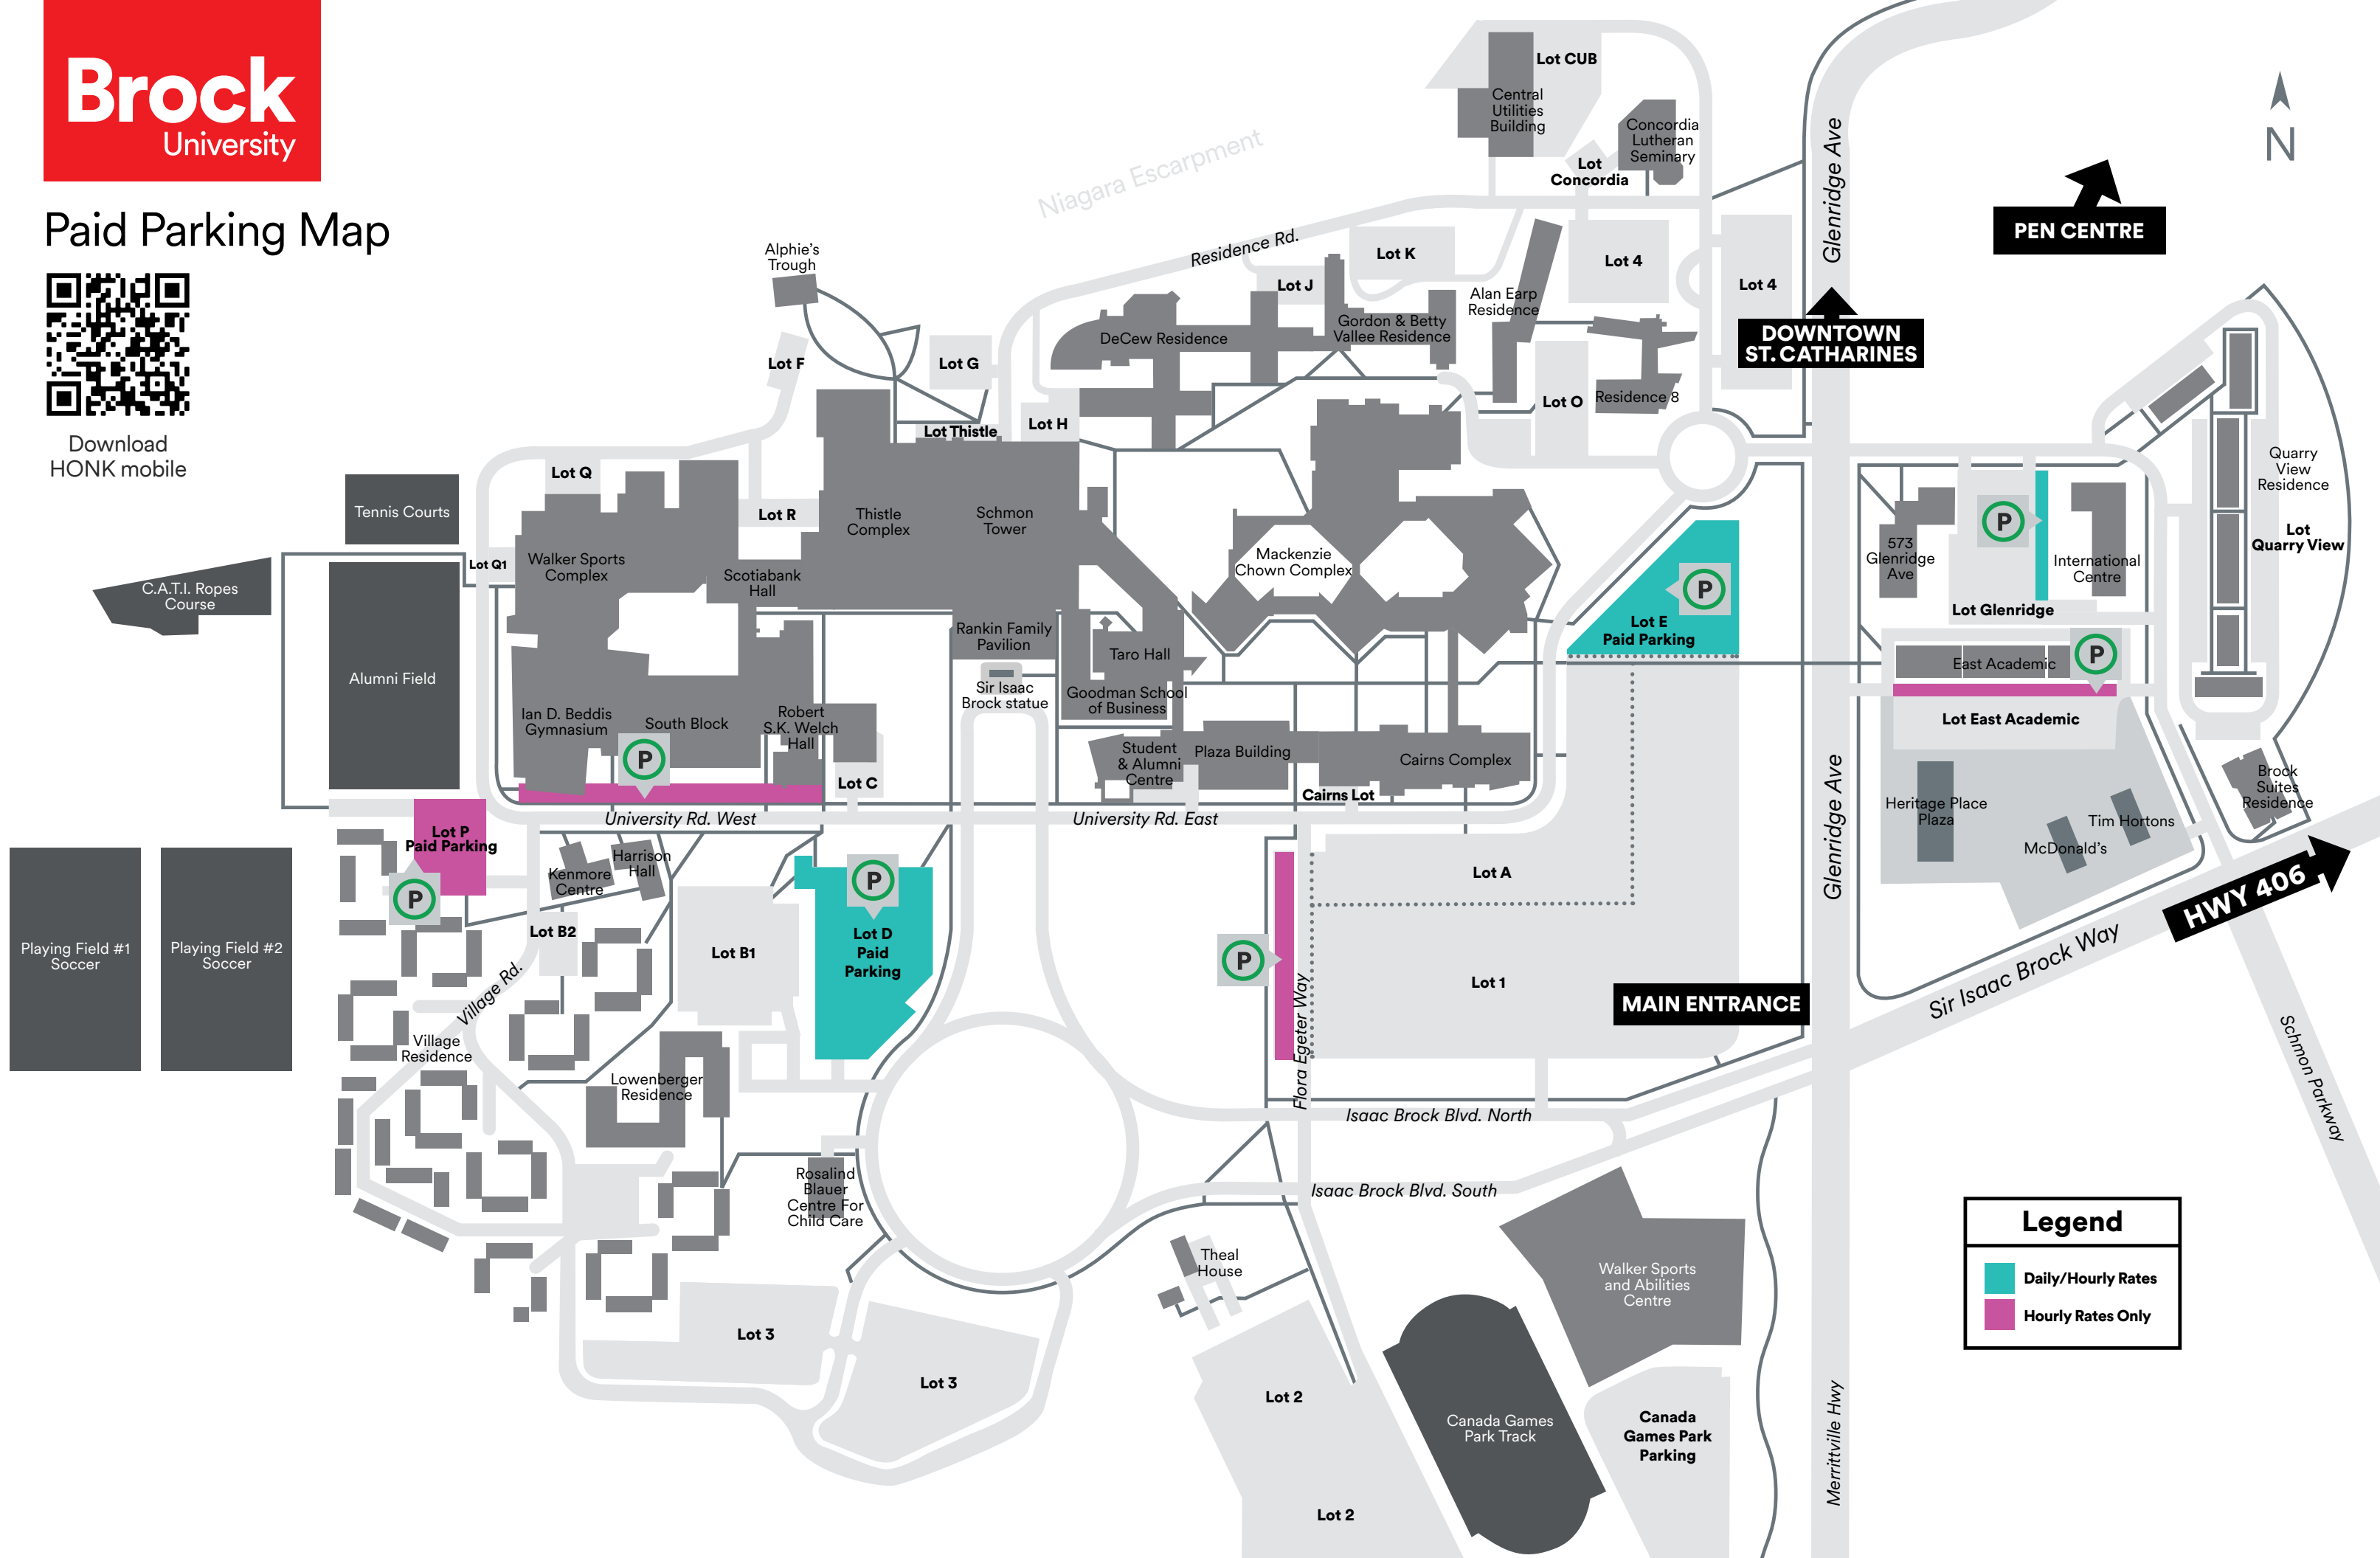 Brock
University
Paid Parking Map
Download
HONK mobile
Niagara Escarpment
N
PEN CENTRE
DOWNTOWN
ST. CATHARINES
Glenridge Ave
Lot CUB
Central
Utilities
Building
Concordia
Lutheran
Seminary
Lot
Concordia
Residence Rd.
Lot K
Lot J
Lot 4
Lot 4
Alan Earp
Residence
Gordon & Betty
Vallee Residence
DeCew Residence
Alphie's
Trough
Lot F
Lot G
Lot Thistle
Lot H
Lot O
Residence 8
Lot Q
Lot R
Lot Q1
Tennis Courts
C.A.T.I. Ropes
Course
Alumni Field
Walker Sports
Complex
Scotiabank
Hall
Thistle
Complex
Schmon
Tower
Mackenzie
Chown Complex
Rankin Family
Pavilion
Taro Hall
Sir Isaac
Brock statue
Goodman School
of Business
Ian D. Beddis
Gymnasium
South Block
Robert
S.K. Welch
Hall
P
Lot C
Student
& Alumni
Centre
Plaza Building
Cairns Complex
Cairns Lot
P
Lot E
Paid Parking
573
Glenridge
Ave
P
International
Centre
Lot Glenridge
Quarry
View
Residence
Lot
Quarry View
East Academic
P
Lot East Academic
Heritage Place
Plaza
Tim Hortons
McDonald's
Brock
Suites
Residence
HWY 406
Glenridge Ave
University Rd. West
University Rd. East
Lot P
Paid Parking
P
Kenmore
Centre
Harrison
Hall
Lot B2
Lot B1
P
Lot D
Paid
Parking
P
Flora Egeter Way
Lot A
Lot 1
MAIN ENTRANCE
Sir Isaac Brock Way
Schmon Parkway
Playing Field #1
Soccer
Playing Field #2
Soccer
Village Rd.
Village
Residence
Lowenberger
Residence
Rosalind
Blauer
Centre For
Child Care
Isaac Brock Blvd. North
Isaac Brock Blvd. South
Theal
House
Walker Sports
and Abilities
Centre
Lot 3
Lot 3
Lot 2
Lot 2
Canada Games
Park Track
Canada
Games Park
Parking
Merrittville Hwy
Legend
Daily/Hourly Rates
Hourly Rates Only